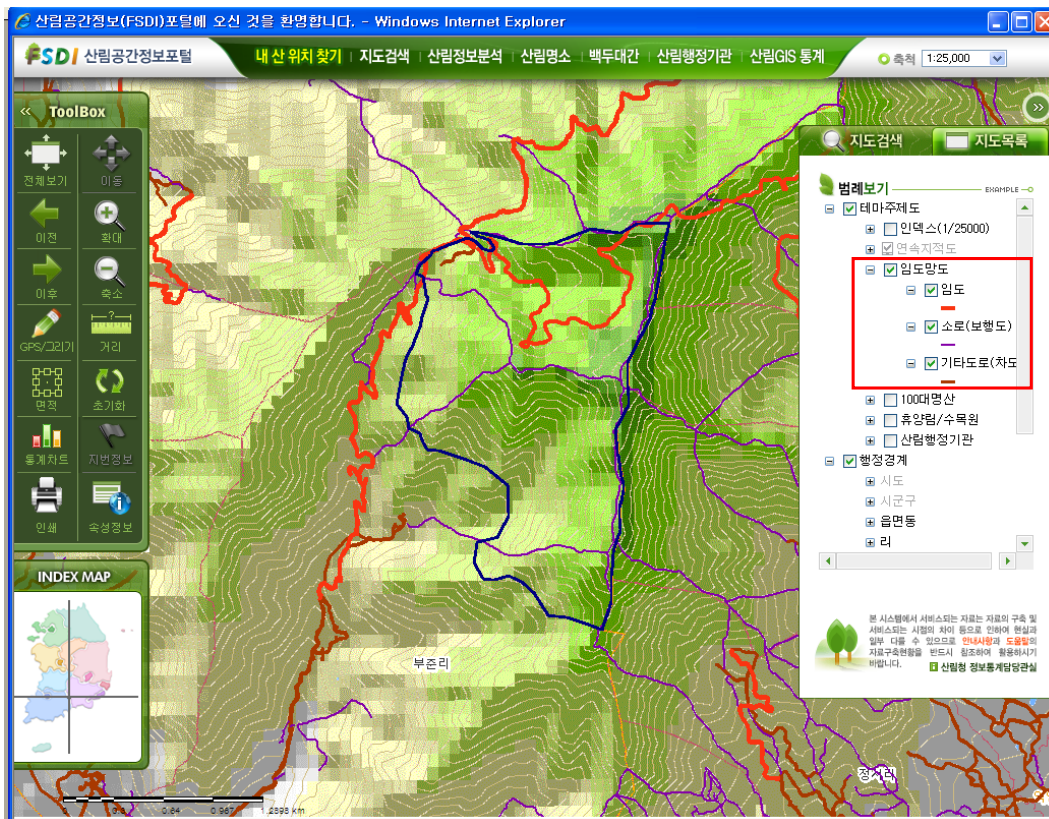 산림공간정보(FSDI)포털에 오신 것을 환명합니다. - Windows Internet Explorer
FSDI 산림공간정보포털
내 산 위치 찾기 지도검색 산림정보분석 산림명소 백두대간 산림행정기관 산림GIS 통계
축척 1:25,000
ToolBox
전체보기 이동
이전 확대
이후 축소
GPS/그리기 거리
면적 초기화
통계차트 지번정보
인쇄 속성정보
INDEX MAP
지도검색 지도목록
범례보기 EXAMPLE
테마주제도
인덱스(1/25000)
연속지적도
임도망도
임도
소로(보행도)
기타도로(차도
100대명산
휴양림/수목원
산림행정기관
행정경계
시도
시군구
읍면동
리
본 시스템에서 서비스되는 자료는 자료의 구축 및
서비스되는 시점의 차이 등으로 인하여 현실과
일부 다를 수 있으므로 안내사항과 도움말의
자료구축현황을 반드시 참조하여 활용하시기
바랍니다.
산림청 정보통계담당관실
부존리
0 0.3 0.64 0.967 1.2898 km